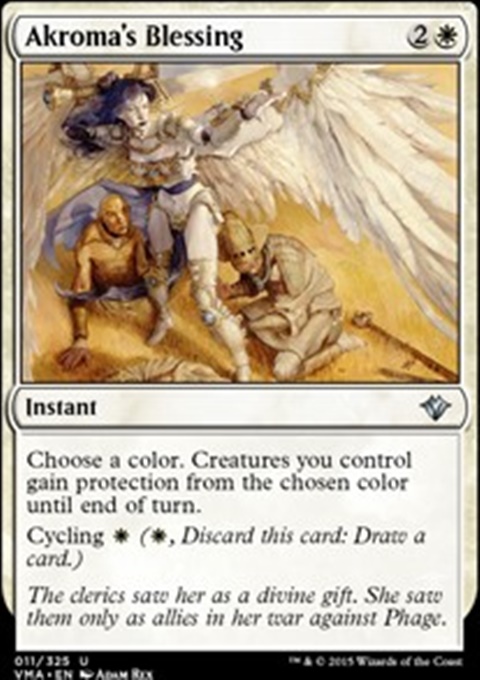 Akroma's Blessing 2
Instant
Choose a color. Creatures you control
gain protection from the chosen color
until end of turn.
Cycling (, Discard this card: Draw a
card.)
The clerics saw her as a divine gift. She saw
them only as allies in her war against Phage.
011/325 U
VMA • EN Adam Rex
™ & © 2015 Wizards of the Coast